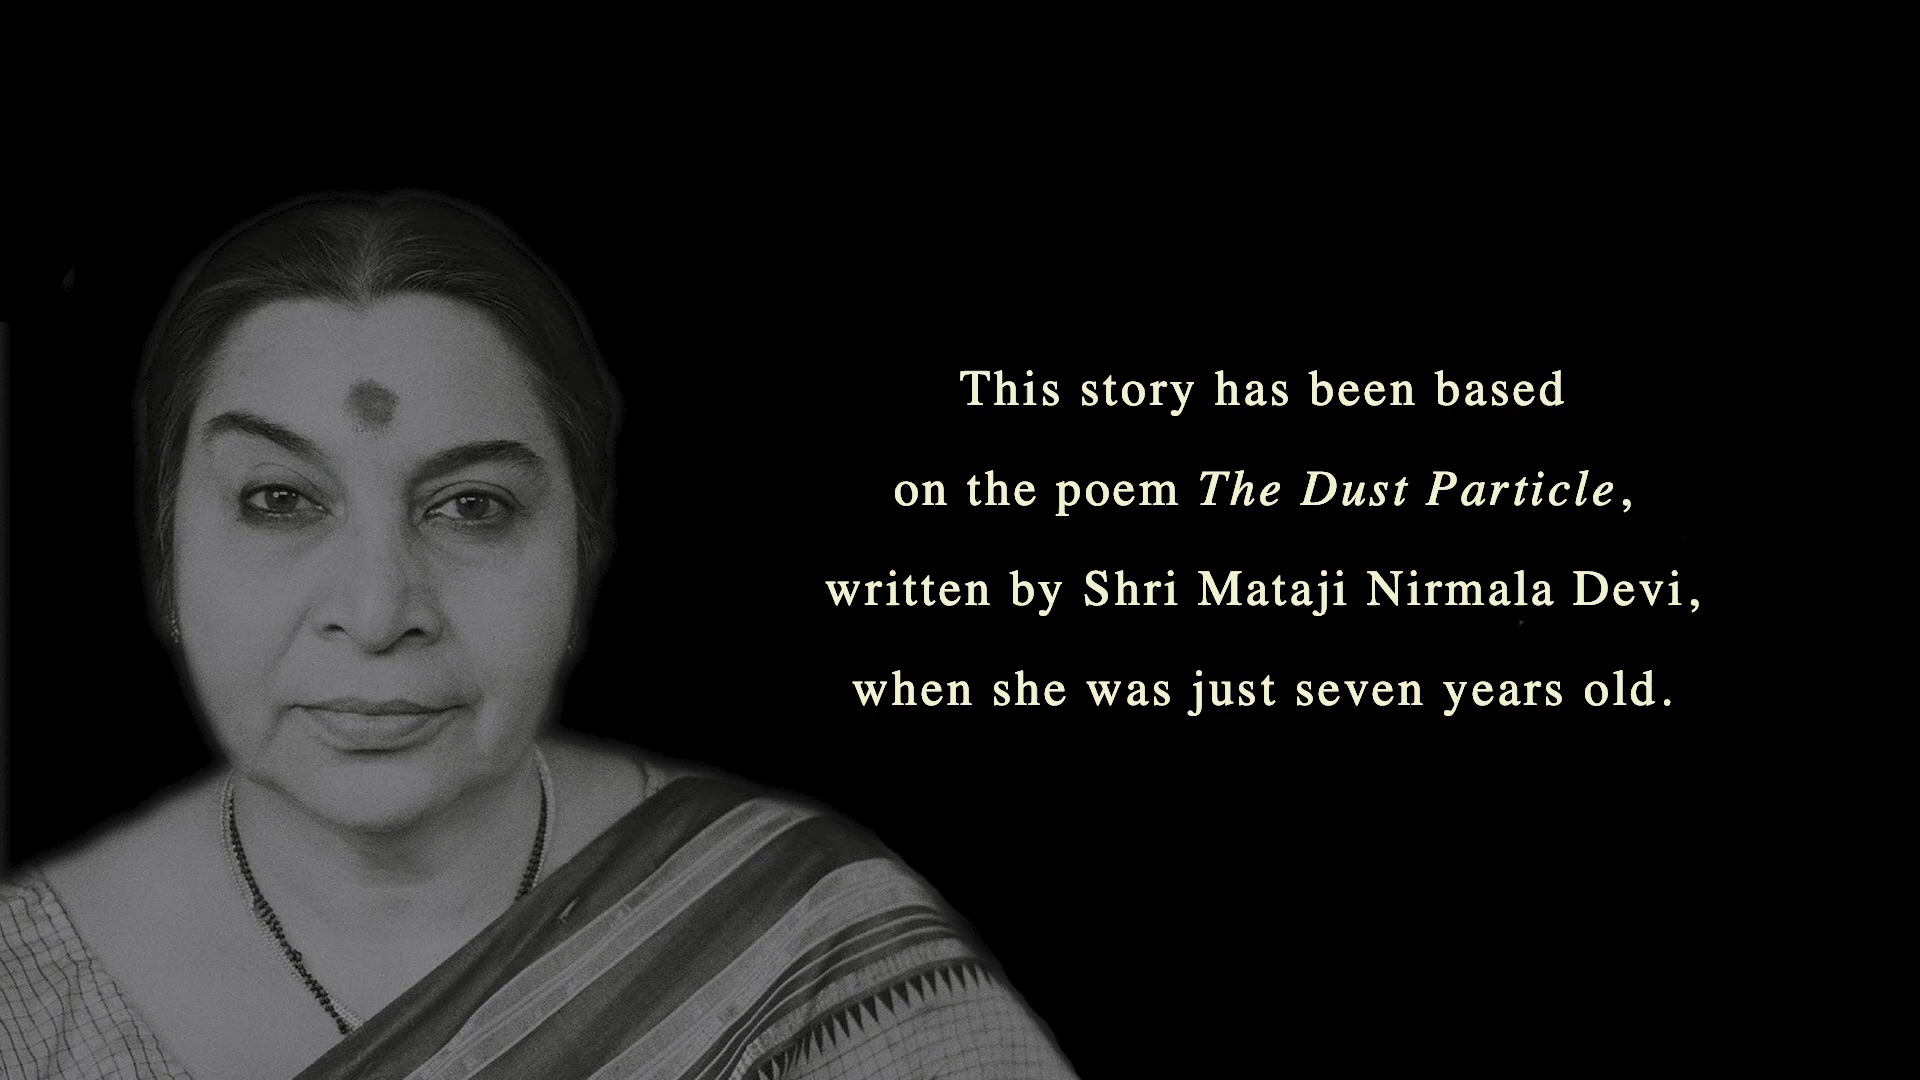 This story has been based
on the poem The Dust Particle,
written by Shri Mataji Nirmala Devi,
when she was just seven years old.